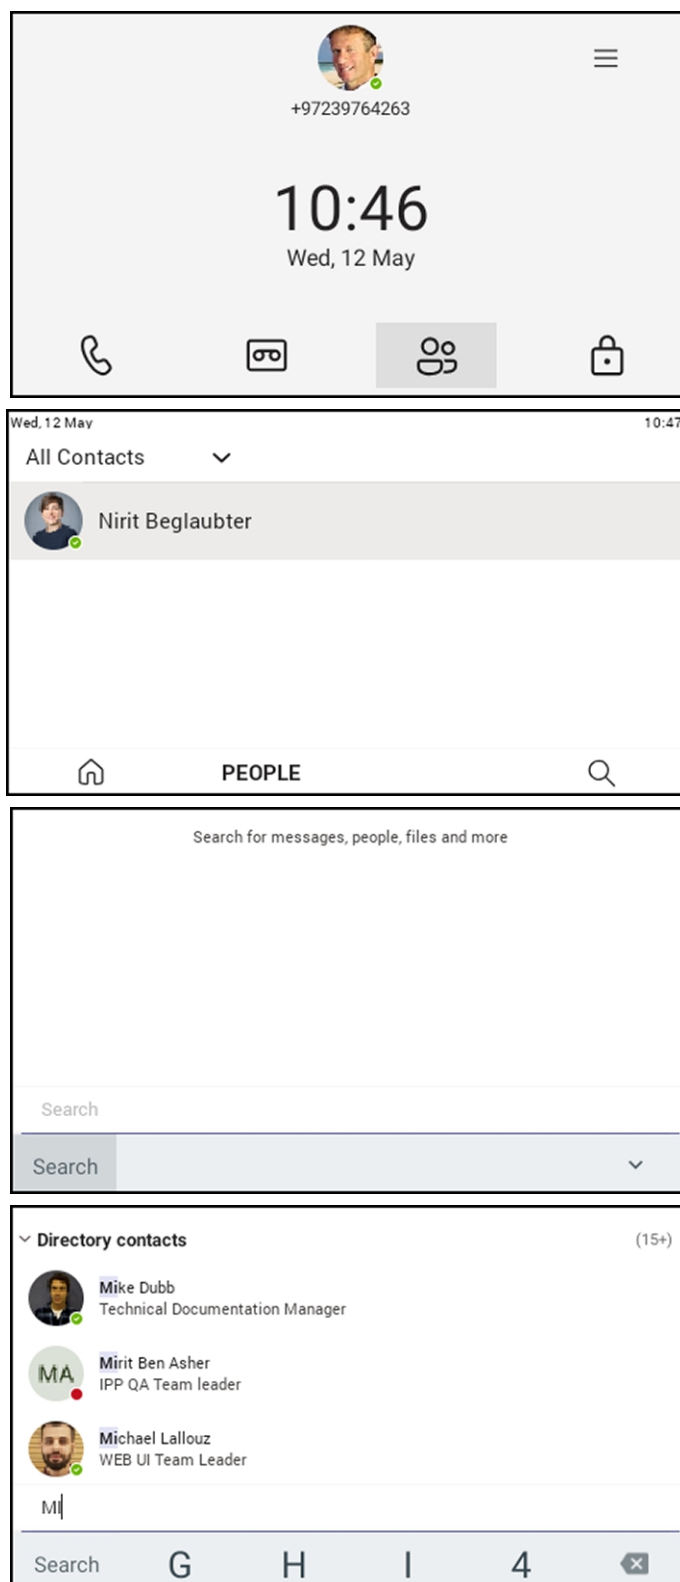 +97239764263
10:46
Wed, 12 May
Wed, 12 May 10:47
All Contacts
Nirit Beglaubter
PEOPLE
Search for messages, people, files and more
Search
Search
Directory contacts (15+)
Mike Dubb
Technical Documentation Manager
MA
Mirit Ben Asher
IPP QA Team leader
Michael Lallouz
WEB UI Team Leader
MI
Search G H I 4